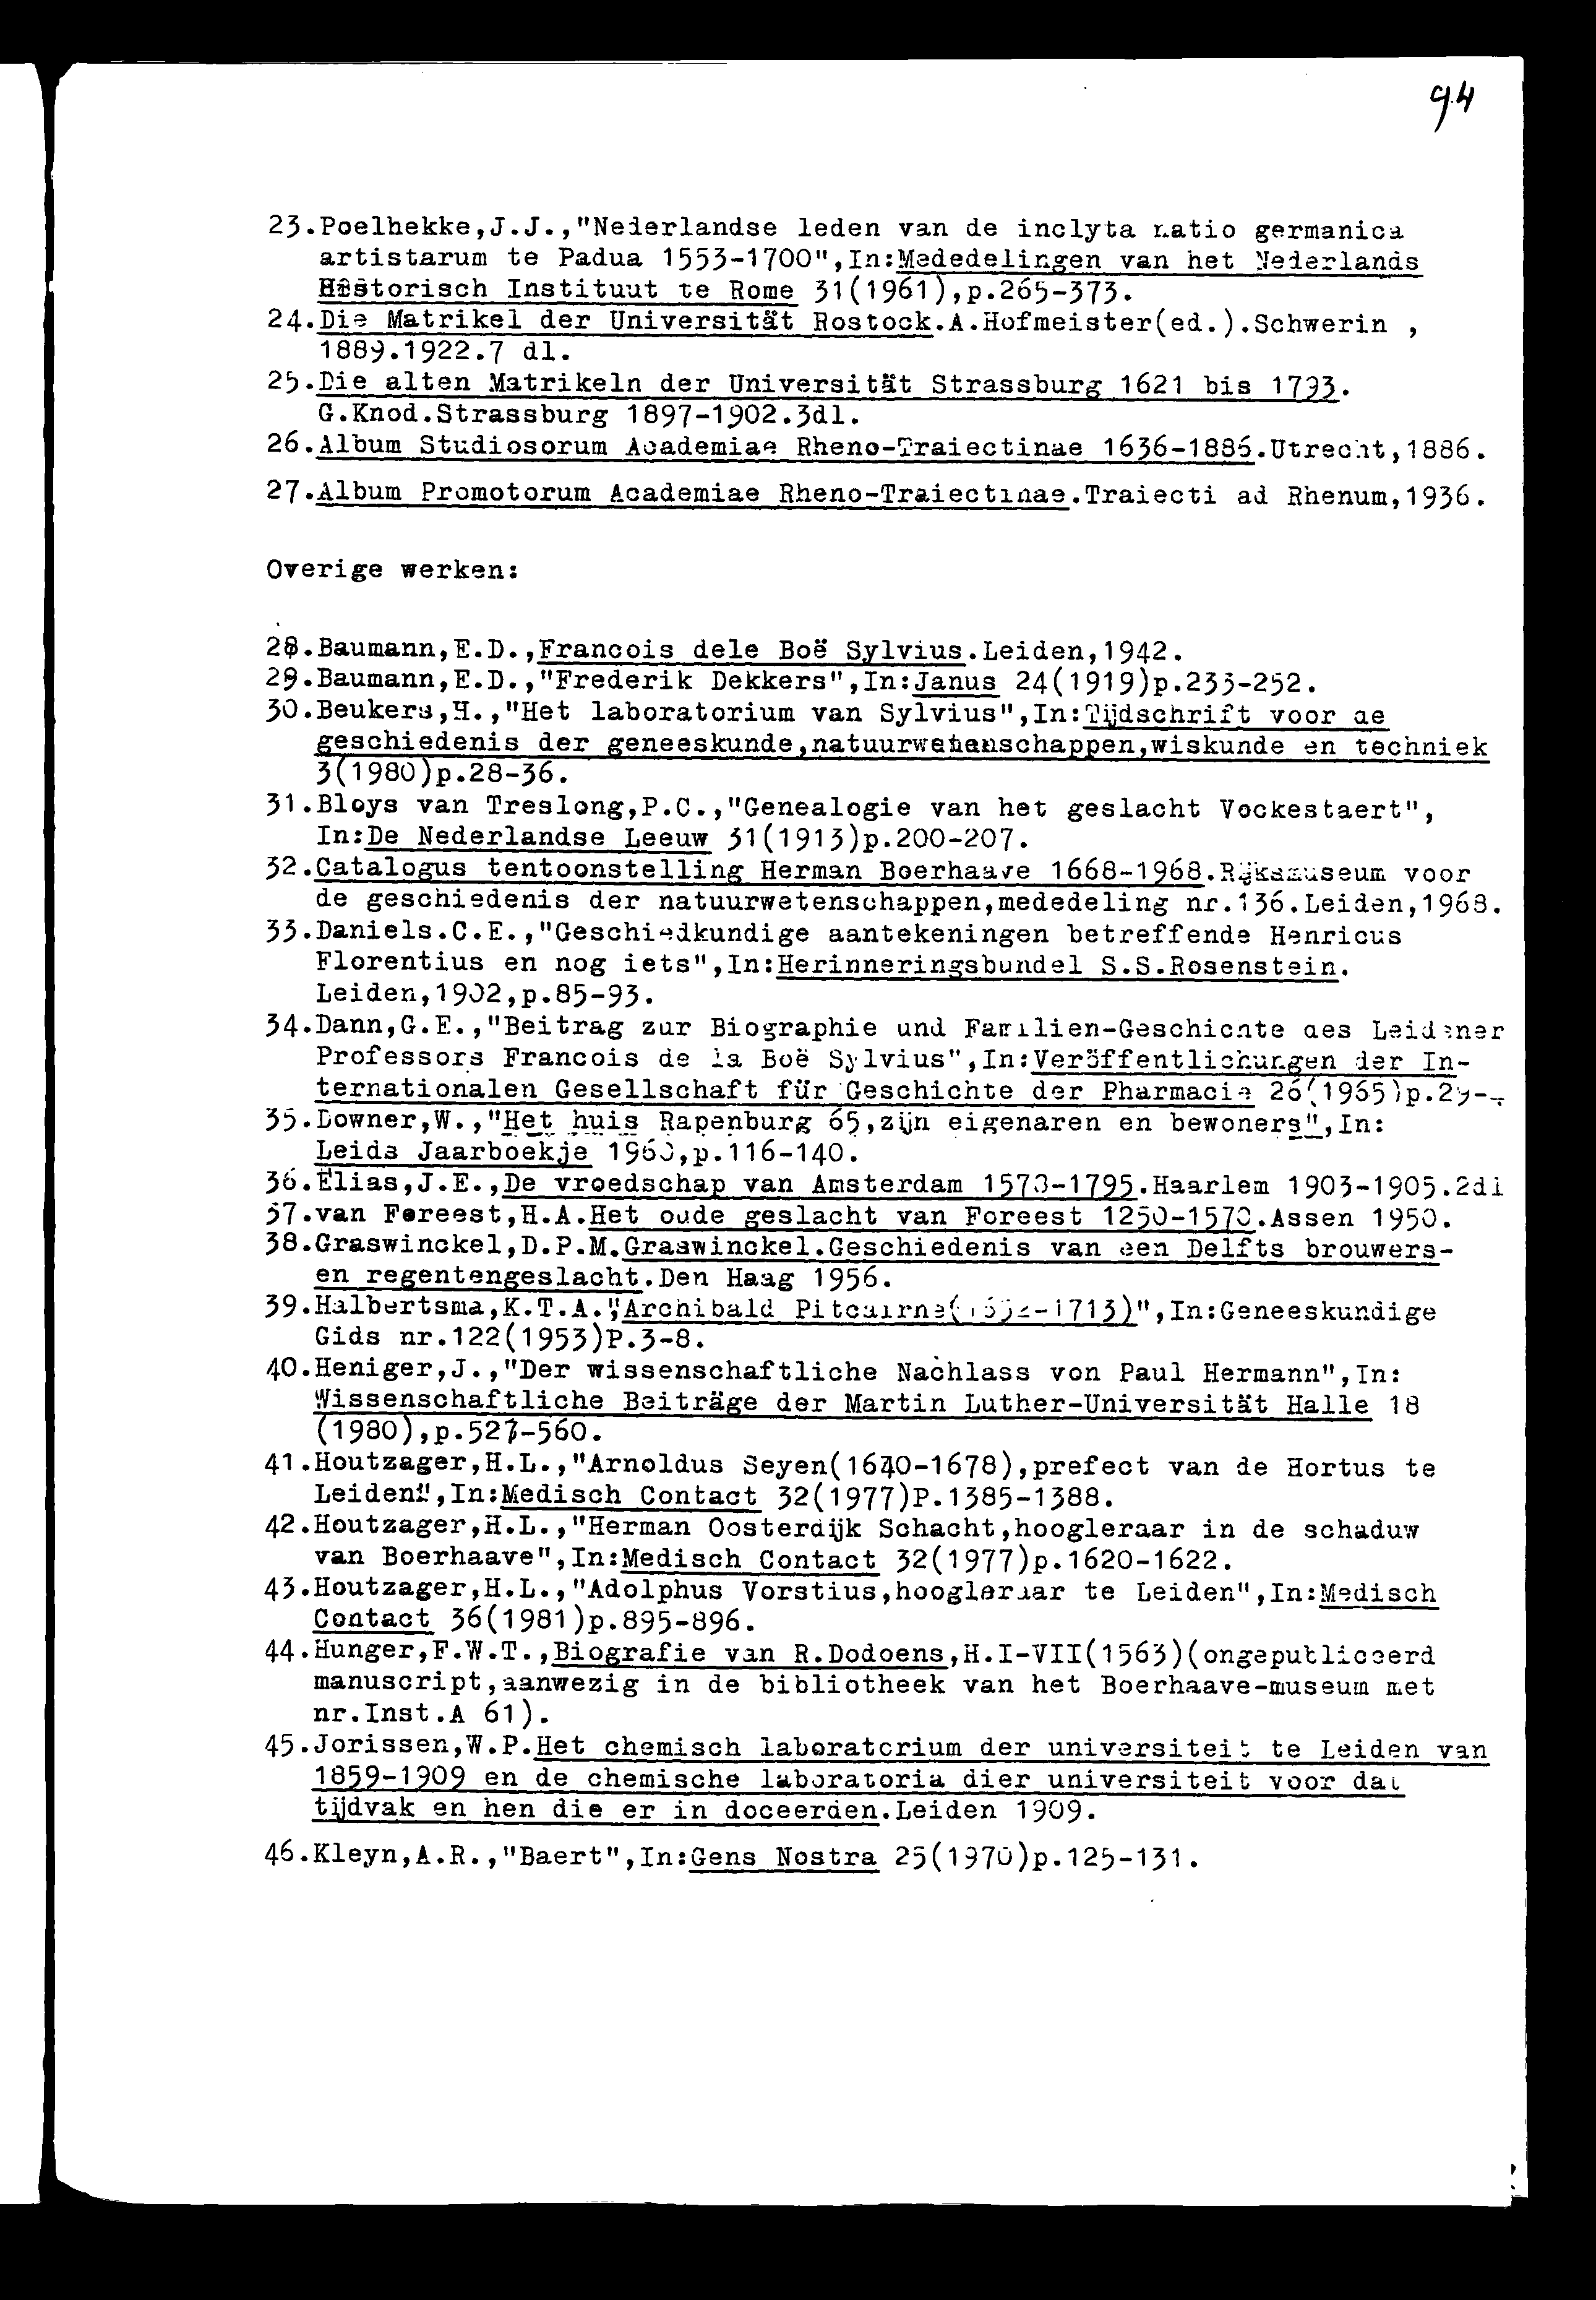 94
23.Poelhekke,J.J.,"Nederlandse leden van de inclyta natio germanica
artistarum te Padua 1553-1700",In:Mededelingen van het Nederlands
Historisch Instituut te Rome 31(1961),p.265-373.
24.Die Matrikel der Universität Rostock.A.Hofmeister(ed.).Schwerin ,
1889.1922.7 dl.
25.Die alten Matrikeln der Universität Strassburg 1621 bis 1793.
G.Knod.Strassburg 1897-1902.3dl.
26.Album Studiosorum Academiae Rheno-Traiectinae 1636-1886.Utrecht,1886.
27.Album Promotorum Academiae Rheno-Traiectinae.Traiecti ad Rhenum,1936.
Overige werken:
28.Baumann,E.D.,Francois dele Boë Sylvius.Leiden,1942.
29.Baumann,E.D.,"Frederik Dekkers",In:Janus 24(1919)p.233-252.
30.Beukers,H.,"Het laboratorium van Sylvius",In:Tijdschrift voor de
geschiedenis der geneeskunde,natuurwetenschappen,wiskunde en techniek
3(1980)p.28-36.
31.Bloys van Treslong,P.C.,"Genealogie van het geslacht Vockestaert",
In:De Nederlandse Leeuw 31(1913)p.200-207.
32.Catalogus tentoonstelling Herman Boerhaave 1668-1968.Rijksmuseum voor
de geschiedenis der natuurwetenschappen,mededeling nr.136.Leiden,1968.
33.Daniels.C.E.,"Geschiedkundige aantekeningen betreffende Henricus
Florentius en nog iets",In:Herinneringsbundel S.S.Rosenstein.
Leiden,1902,p.85-93.
34.Dann,G.E.,"Beitrag zur Biographie und Familien-Geschichte des Leidener
Professors Francois de la Boë Sylvius",In:Veröffentlichungen der In-
ternationalen Gesellschaft für Geschichte der Pharmacie 26(1965)p.29-
35.Downer,W.,"Het huis Rapenburg 65,zijn eigenaren en bewoners",In:
Leids Jaarboekje p.116-140.
36.Elias,J.E.,De vroedschap van Amsterdam 1578-1795.Haarlem 1903-1905.2dl
37.van Foreest,H.A.Het oude geslacht van Foreest 1250-1570.Assen 1950.
38.Graswinckel,D.P.M.Graswinckel.Geschiedenis van een Delfts brouwers-
en regentengeslacht.Den Haag 1956.
39.Halbertsma,K.T.A."Archibald Pitcairne(1652-1713)",In:Geneeskundige
Gids nr.122(1953)P.3-8.
40.Heniger,J.,"Der wissenschaftliche Nachlass von Paul Hermann",In:
Wissenschaftliche Beiträge der Martin Luther-Universität Halle 18
(1980),p.527-560.
41.Houtzager,H.L.,"Arnoldus Seyen(1640-1678),prefect van de Hortus te
Leiden",In:Medisch Contact 32(1977)P.1385-1388.
42.Houtzager,H.L.,"Herman Oosterdijk Schacht,hoogleraar in de schaduw
van Boerhaave",In:Medisch Contact 32(1977)p.1620-1622.
43.Houtzager,H.L.,"Adolphus Vorstius,hoogleraar te Leiden",In:Medisch
Contact 36(1981)p.895-896.
44.Hunger,F.W.T.,Biografie van R.Dodoens,H.I-VII(1563)(ongepubliceerd
manuscript,aanwezig in de bibliotheek van het Boerhaave-museum met
nr.Inst.A 61).
45.Jorissen,W.P.Het chemisch laboratorium der universiteit te Leiden van
1859-1909 en de chemische laboratoria dier universiteit voor dat
tijdvak en hen die er in doceerden.Leiden 1909.
46.Kleyn,A.R.,"Baert",In:Gens Nostra 25(1970)p.125-131.